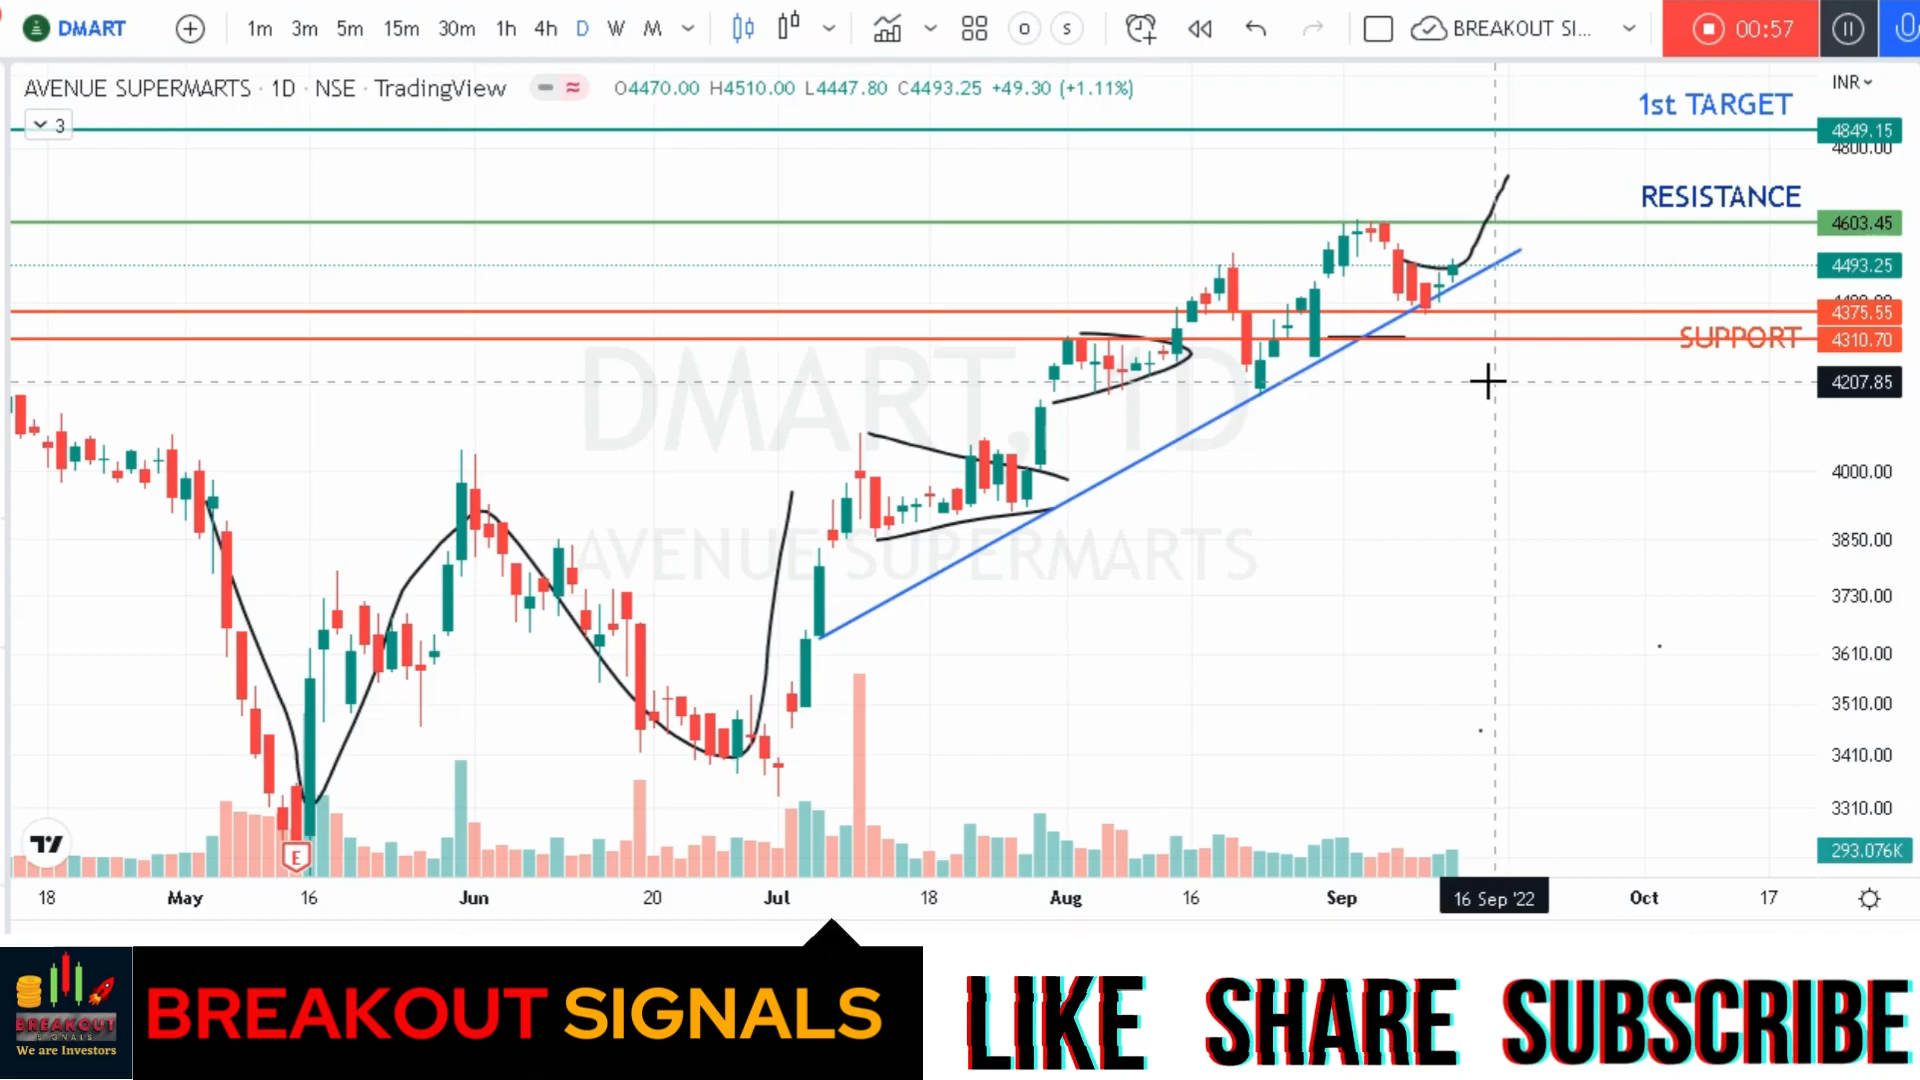 DMART
1m 3m 5m 15m 30m 1h 4h D W M
O S
BREAKOUT SI...
00:57
AVENUE SUPERMARTS · 1D · NSE · TradingView
O4470.00 H4510.00 L4447.80 C4493.25 +49.30 (+1.11%)
INR
3
1st TARGET
4849.15
4800.00
RESISTANCE
4603.45
4493.25
4375.55
SUPPORT
4310.70
4207.85
DMART, 1D
AVENUE SUPERMARTS
4000.00
3850.00
3730.00
3610.00
3510.00
3410.00
3310.00
293.076K
E
18 May 16 Jun 20 Jul 18 Aug 16 Sep 16 Sep '22 Oct 17
BREAKOUT
SIGNALS
We are Investors
BREAKOUT SIGNALS
LIKE SHARE SUBSCRIBE